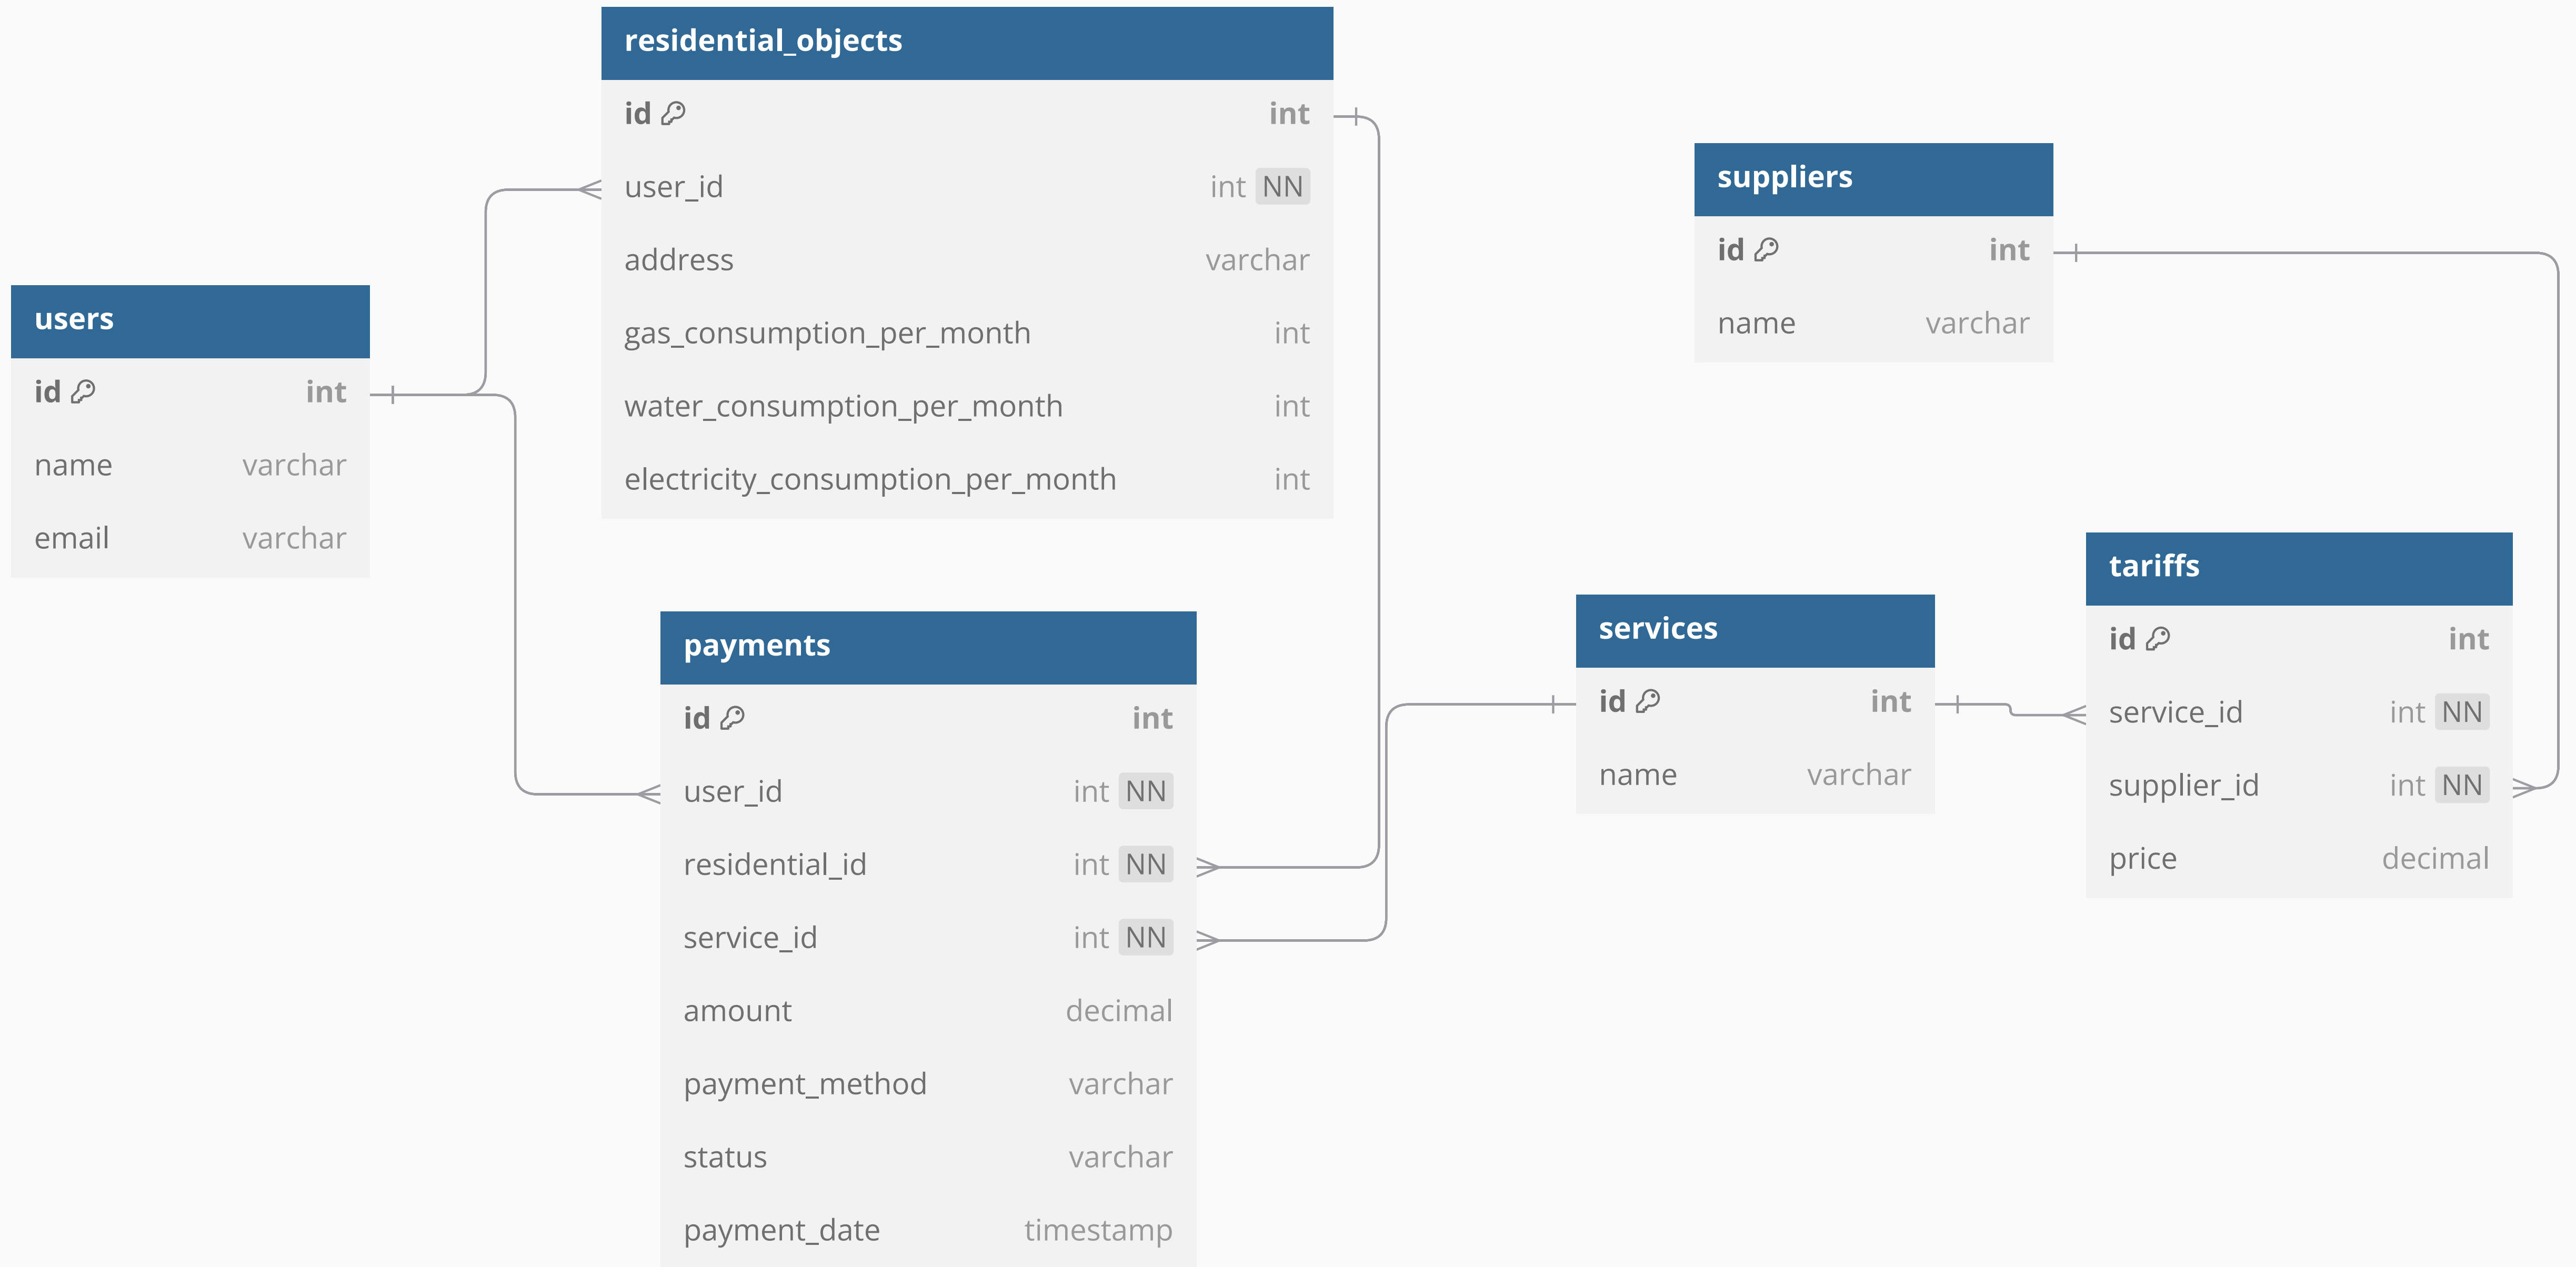 residential_objects
id int
user_id int NN
address varchar
gas_consumption_per_month int
water_consumption_per_month int
electricity_consumption_per_month int
suppliers
id int
name varchar
users
id int
name varchar
email varchar
tariffs
id int
service_id int NN
supplier_id int NN
price decimal
services
id int
name varchar
payments
id int
user_id int NN
residential_id int NN
service_id int NN
amount decimal
payment_method varchar
status varchar
payment_date timestamp